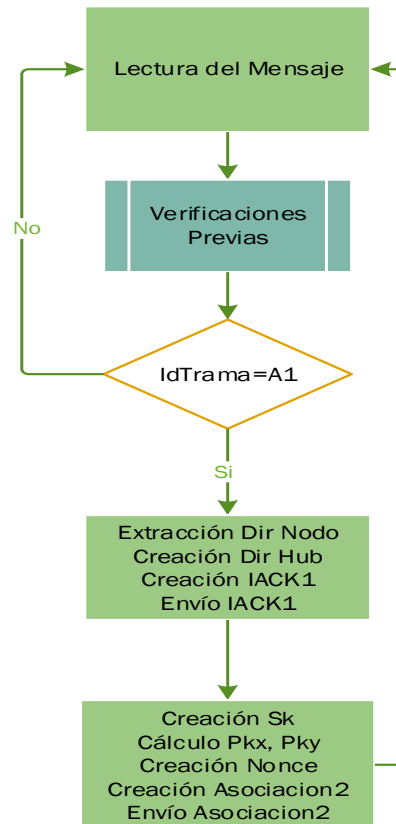 Lectura del Mensaje
Verificaciones
Previas
No
IdTrama=A1
Si
Extracción Dir Nodo
Creación Dir Hub
Creación IACK1
Envío IACK1
Creación Sk
Cálculo Pkx, Pky
Creación Nonce
Creación Asociacion2
Envío Asociacion2